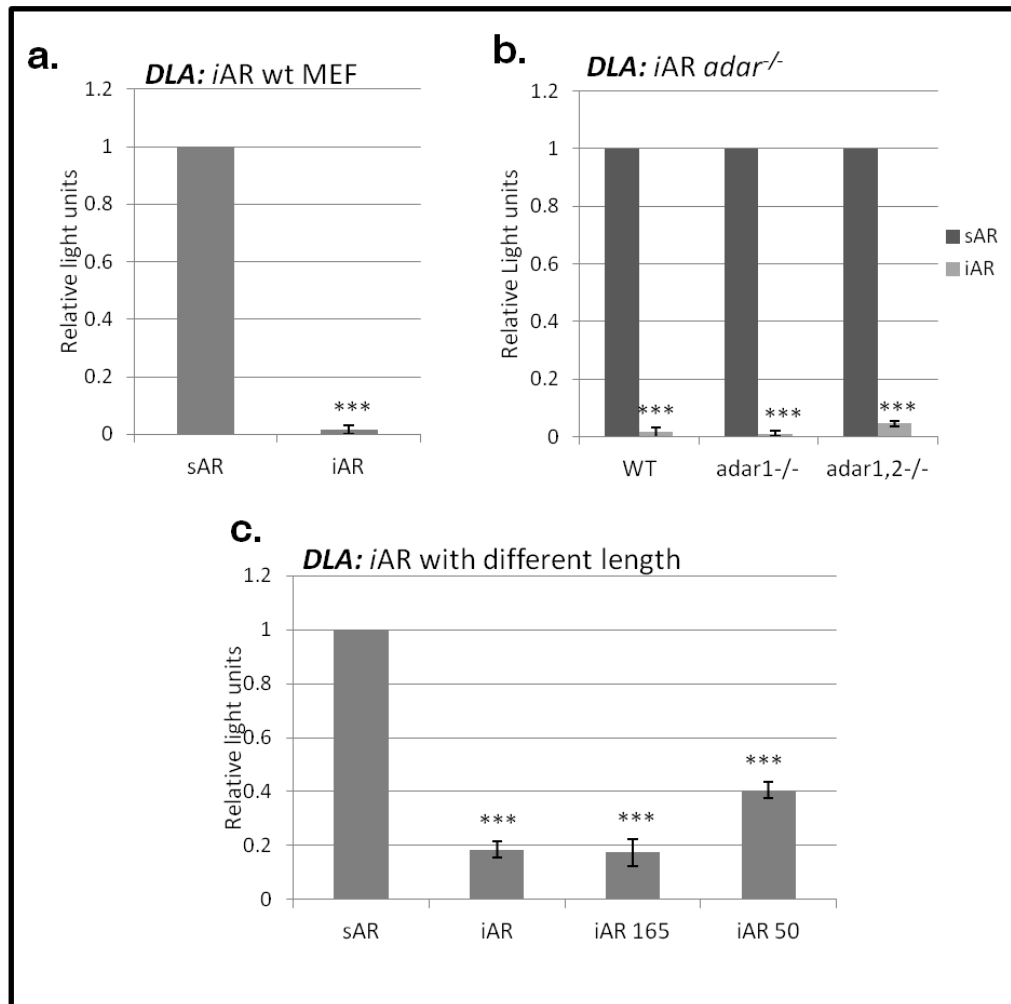 a.
DLA: iAR wt MEF
Relative light units
1.2
1
0.8
0.6
0.4
0.2
0
***
sAR
iAR
b.
DLA: iAR adar-/-
Relative Light units
1.2
1
0.8
0.6
0.4
0.2
0
***
***
***
WT
adar1-/-
adar1,2-/-
sAR
iAR
c.
DLA: iAR with different length
Relative light units
1.2
1
0.8
0.6
0.4
0.2
0
***
***
***
sAR
iAR
iAR 165
iAR 50